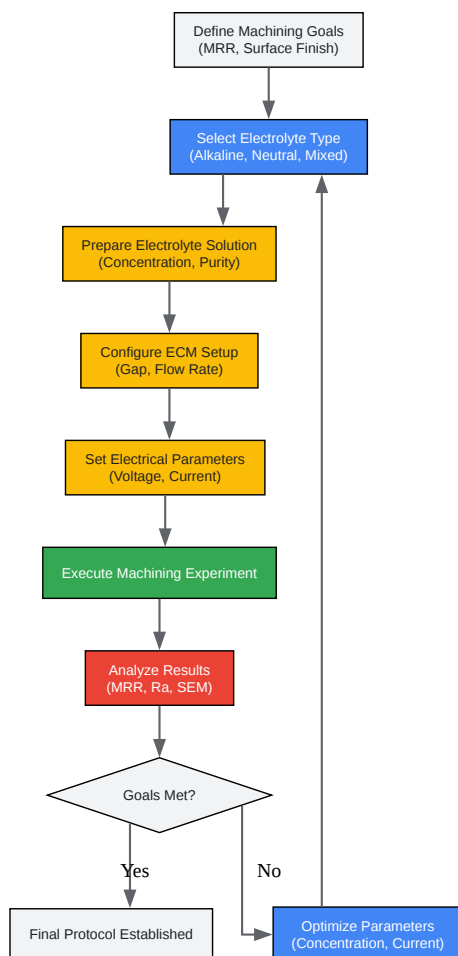 Define Machining Goals
(MRR, Surface Finish)
Select Electrolyte Type
(Alkaline, Neutral, Mixed)
Prepare Electrolyte Solution
(Concentration, Purity)
Configure ECM Setup
(Gap, Flow Rate)
Set Electrical Parameters
(Voltage, Current)
Execute Machining Experiment
Analyze Results
(MRR, Ra, SEM)
Goals Met?
Yes
No
Final Protocol Established
Optimize Parameters
(Concentration, Current)